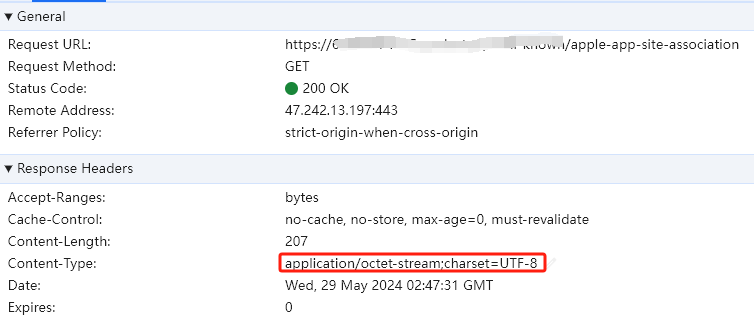 General
Request URL: https://6 known/apple-app-site-association
Request Method: GET
Status Code: 200 OK
Remote Address: 47.242.13.197:443
Referrer Policy: strict-origin-when-cross-origin
Response Headers
Accept-Ranges: bytes
Cache-Control: no-cache, no-store, max-age=0, must-revalidate
Content-Length: 207
Content-Type: application/octet-stream;charset=UTF-8
Date: Wed, 29 May 2024 02:47:31 GMT
Expires: 0